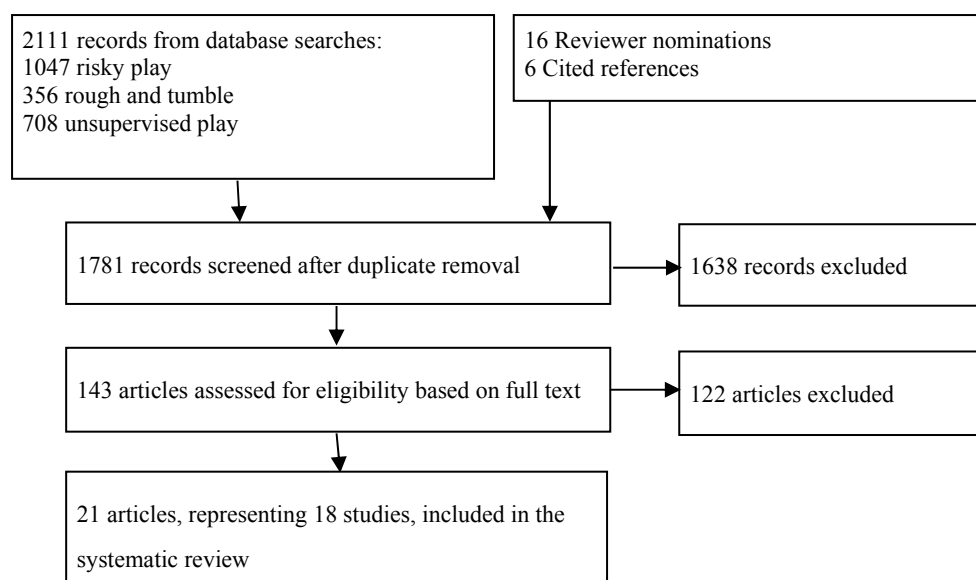 2111 records from database searches:
1047 risky play
356 rough and tumble
708 unsupervised play
16 Reviewer nominations
6 Cited references
1781 records screened after duplicate removal
1638 records excluded
143 articles assessed for eligibility based on full text
122 articles excluded
21 articles, representing 18 studies, included in the
systematic review